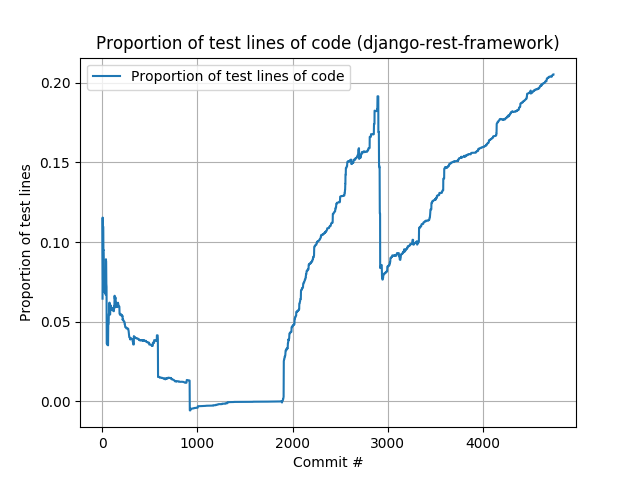 Proportion of test lines of code (django-rest-framework)
Proportion of test lines of code
0.20
0.15
0.10
0.05
0.00
Proportion of test lines
0 1000 2000 3000 4000
Commit #